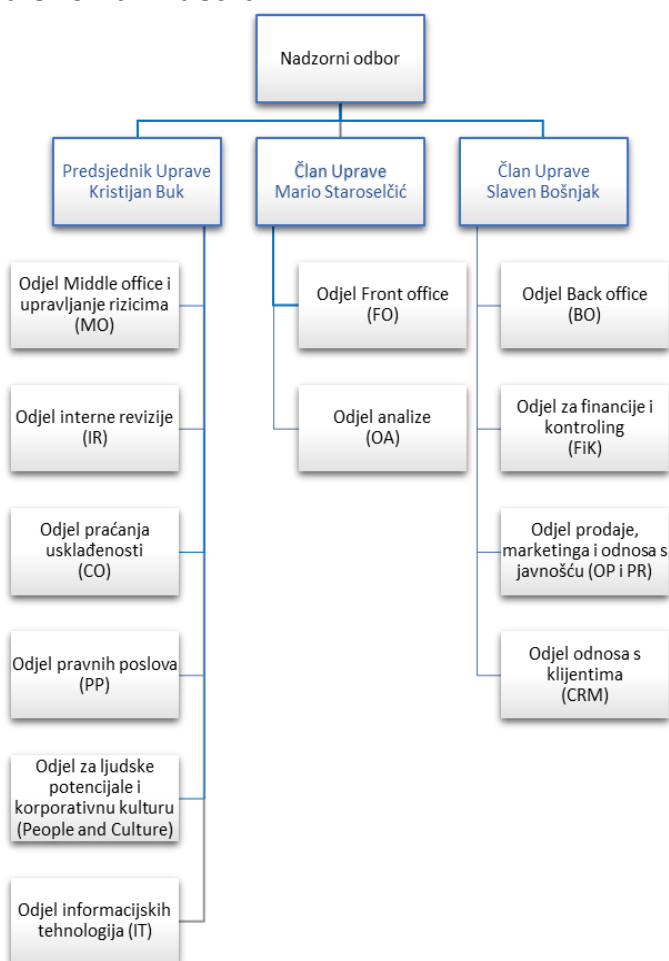 Nadzorni odbor
Predsjednik Uprave
Kristijan Buk
Član Uprave
Mario Staroselčić
Član Uprave
Slaven Bošnjak
Odjel Middle office i
upravljanje rizicima
(MO)
Odjel interne revizije
(IR)
Odjel praćanja
usklađenosti
(CO)
Odjel pravnih poslova
(PP)
Odjel za ljudske
potencijale i
korporativnu kulturu
(People and Culture)
Odjel informacijskih
tehnologija (IT)
Odjel Front office
(FO)
Odjel analize
(OA)
Odjel Back office
(BO)
Odjel za financije i
kontroling
(FiK)
Odjel prodaje,
marketinga i odnosa s
javnošću (OP i PR)
Odjel odnosa s
klijentima
(CRM)